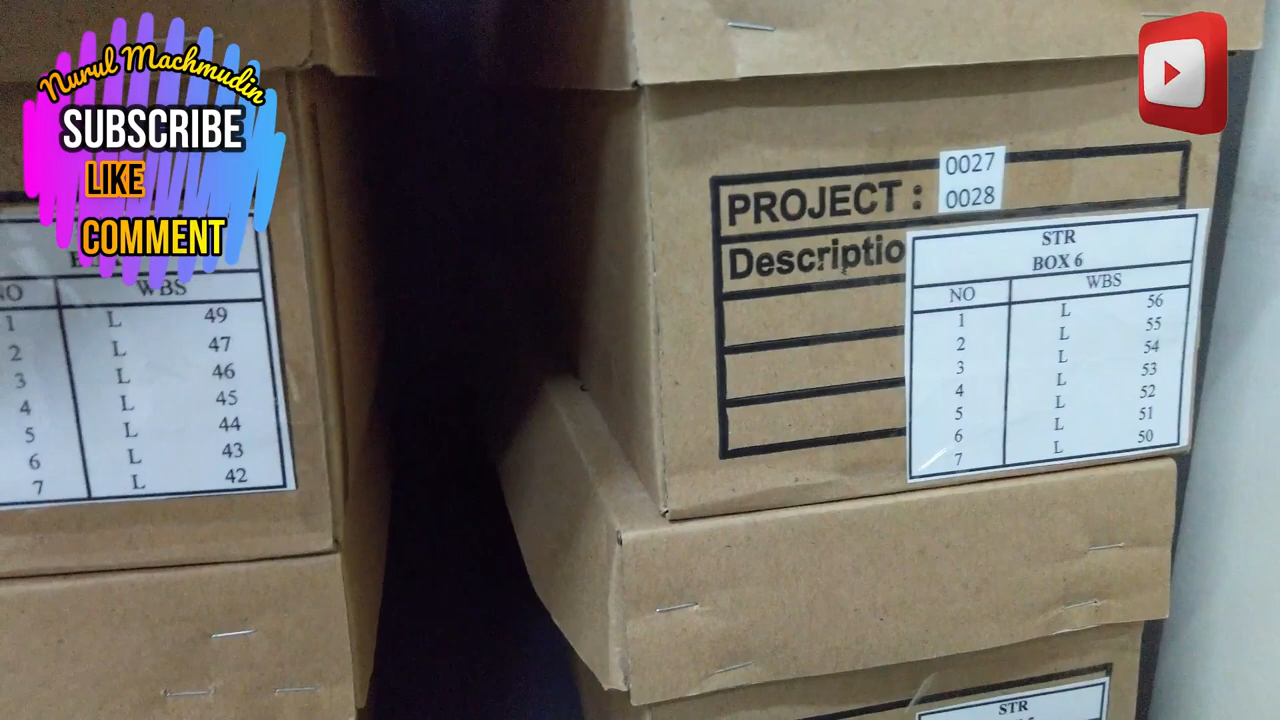 Nurul Machmudin
SUBSCRIBE
LIKE
COMMENT
NO WBS
1 L 49
2 L 47
3 L 46
4 L 45
5 L 44
6 L 43
7 L 42
PROJECT :
0027
0028
Descriptio
STR
BOX 6
NO WBS
1 L 56
2 L 55
3 L 54
4 L 53
5 L 52
6 L 51
7 L 50
STR